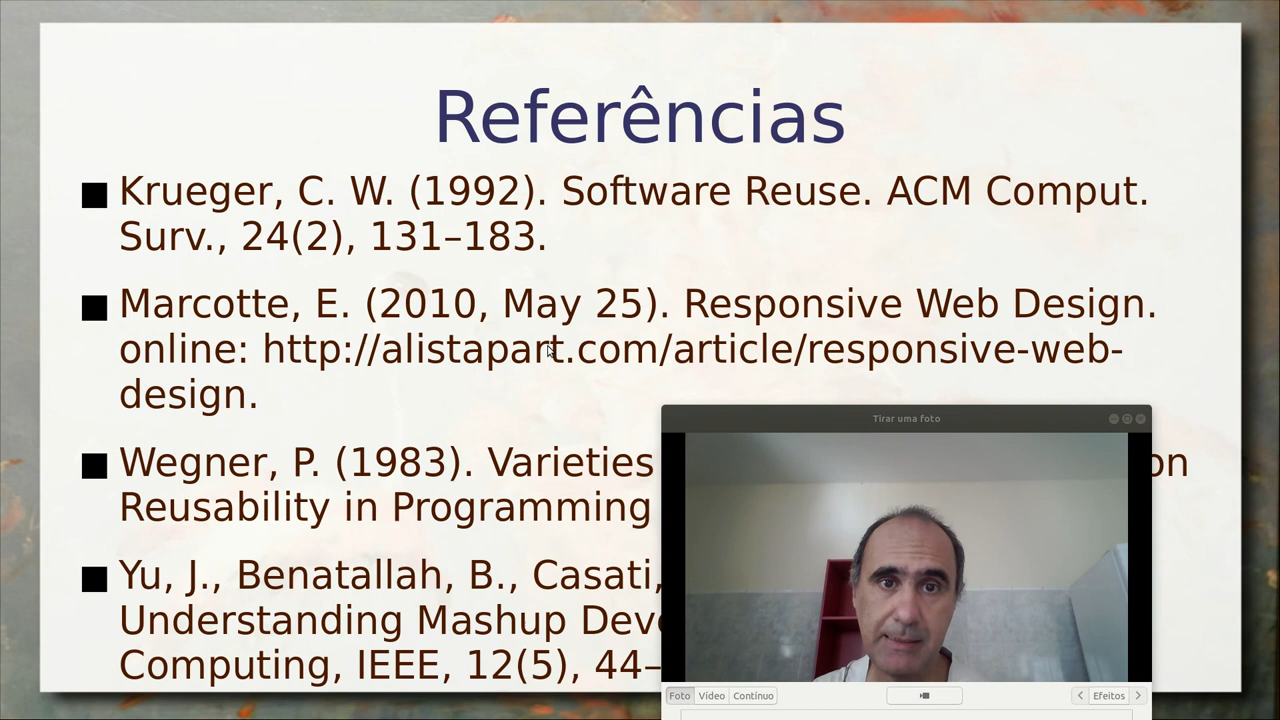 Referências
Krueger, C. W. (1992). Software Reuse. ACM Comput.
Surv., 24(2), 131–183.
Marcotte, E. (2010, May 25). Responsive Web Design.
online: http://alistapart.com/article/responsive-web-
design.
Wegner, P. (1983). Varieties on
Reusability in Programming
Yu, J., Benatallah, B., Casati,
Understanding Mashup Deve
Computing, IEEE, 12(5), 44–
Tirar uma foto
Foto Vídeo Contínuo Efeitos